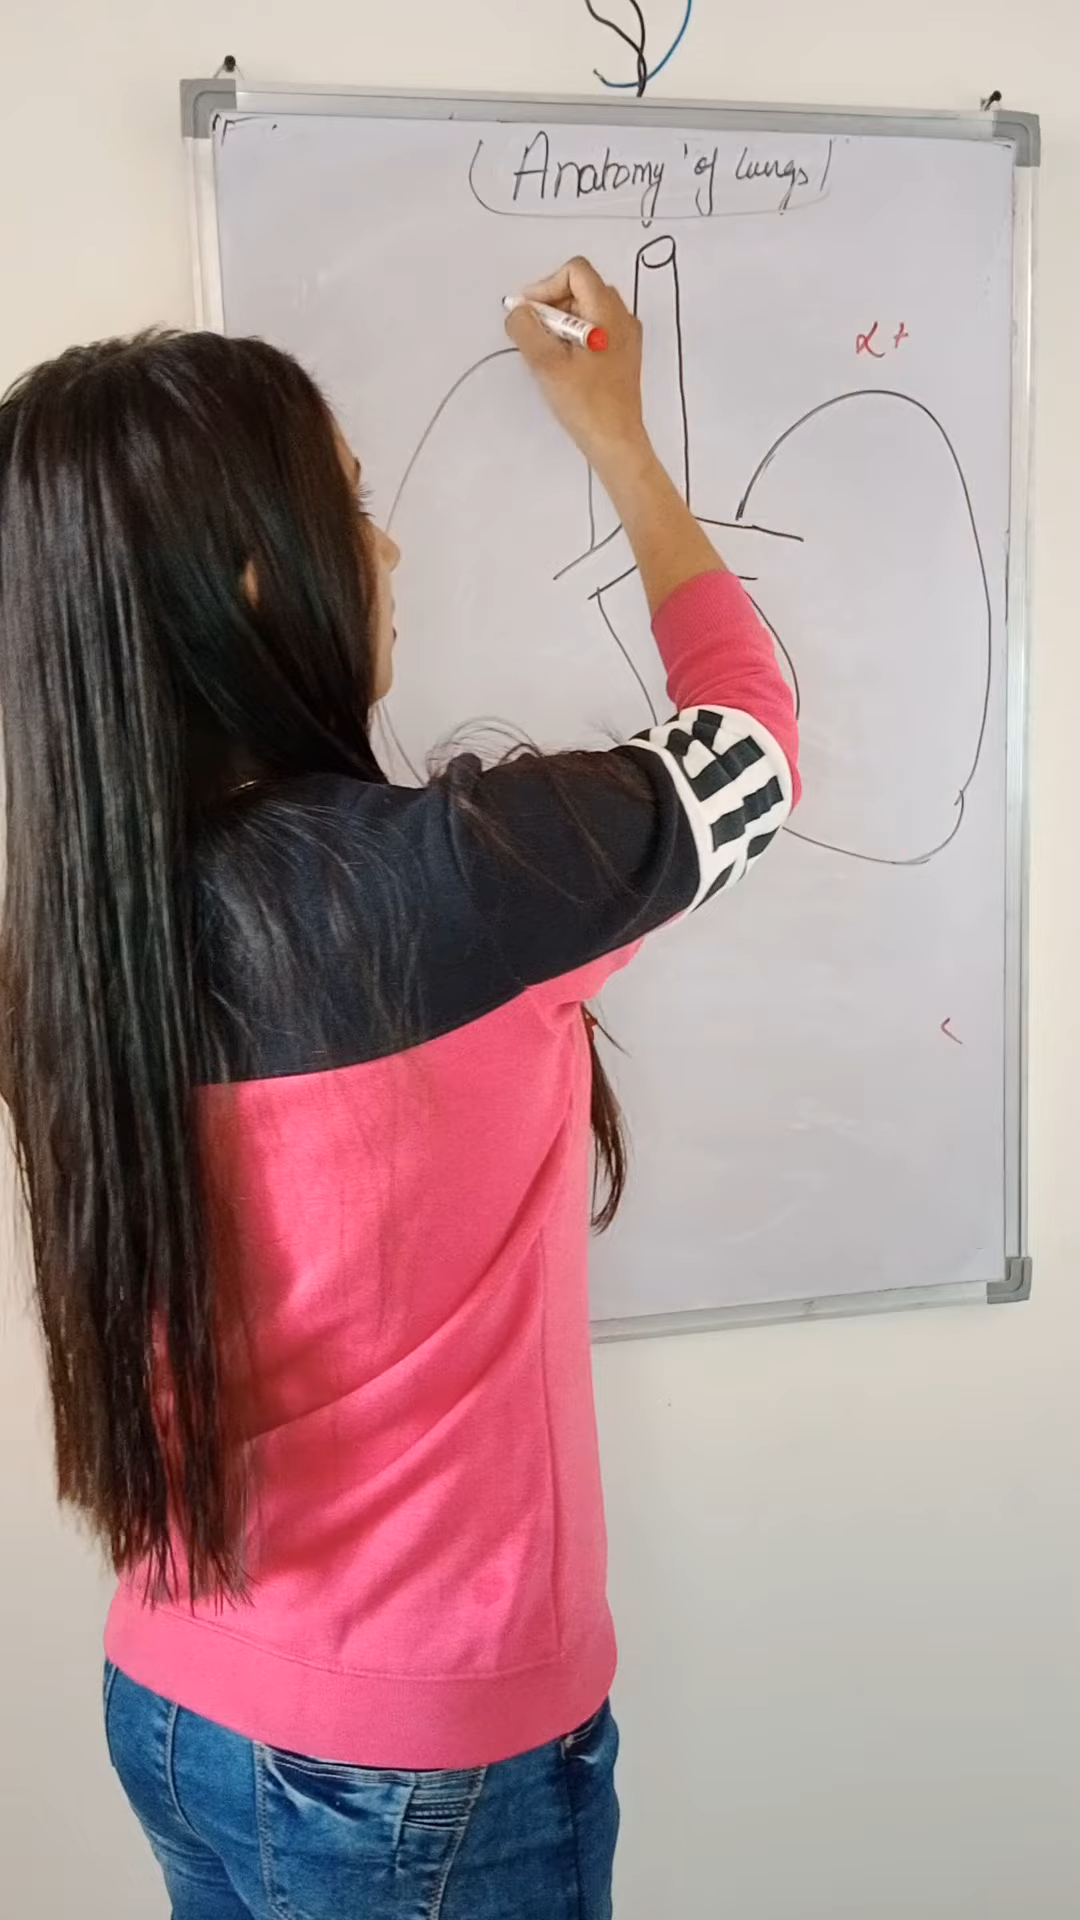 Anatomy of lungs
α +
<